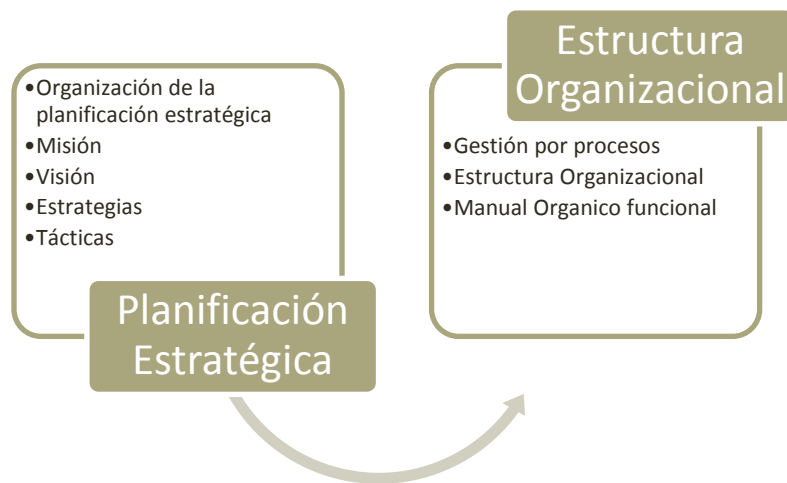 •Organización de la
planificación estratégica
•Misión
•Visión
•Estrategias
•Tácticas
Planificación
Estratégica
Estructura
Organizacional
•Gestión por procesos
•Estructura Organizacional
•Manual Organico funcional